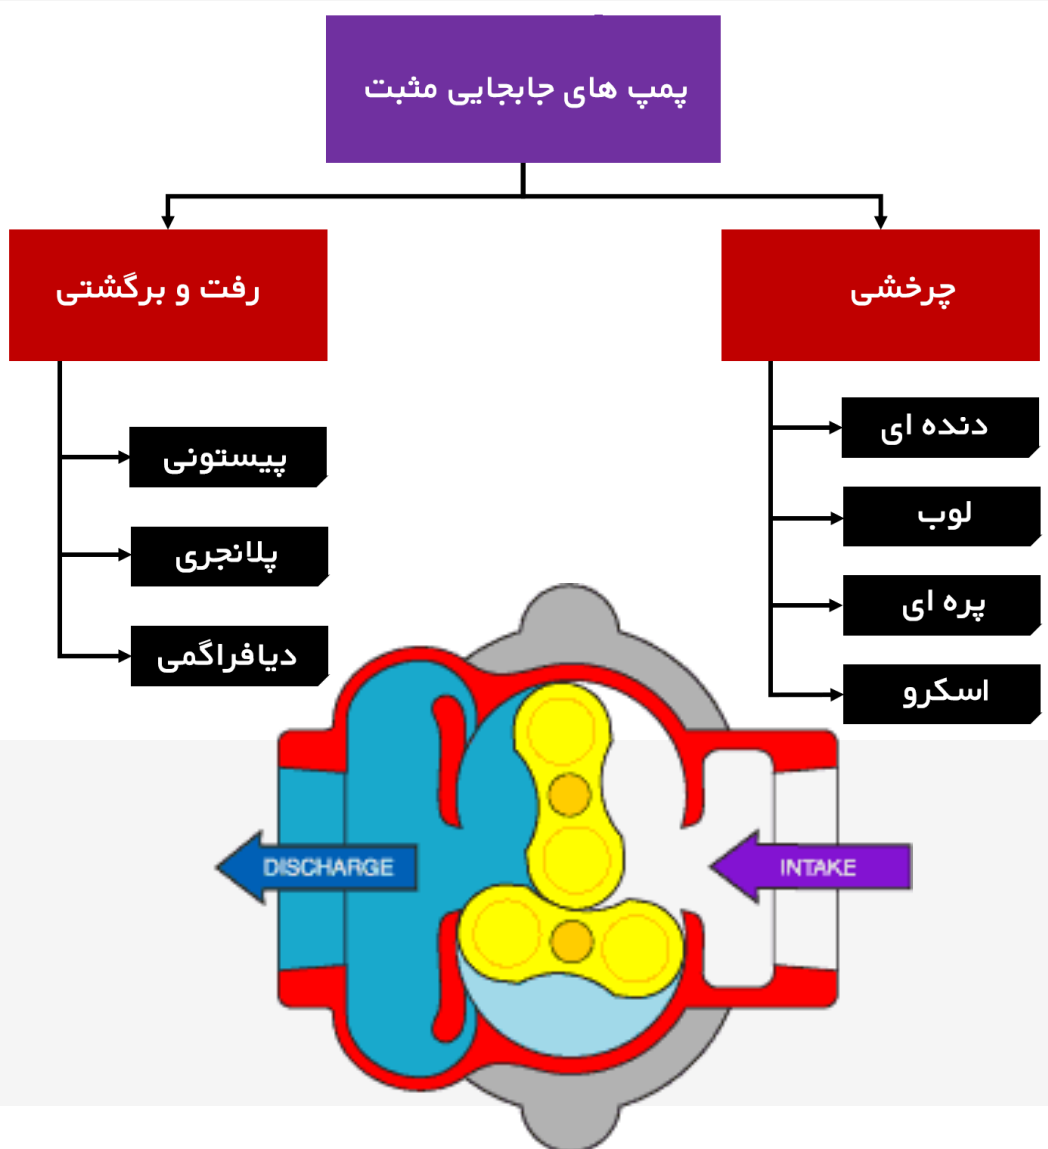 پمپ های جابجایی مثبت
چرخشی
دنده ای
لوب
پره ای
اسکرو
رفت و برگشتی
پیستونی
پلانجری
دیافراگمی
DISCHARGE
INTAKE